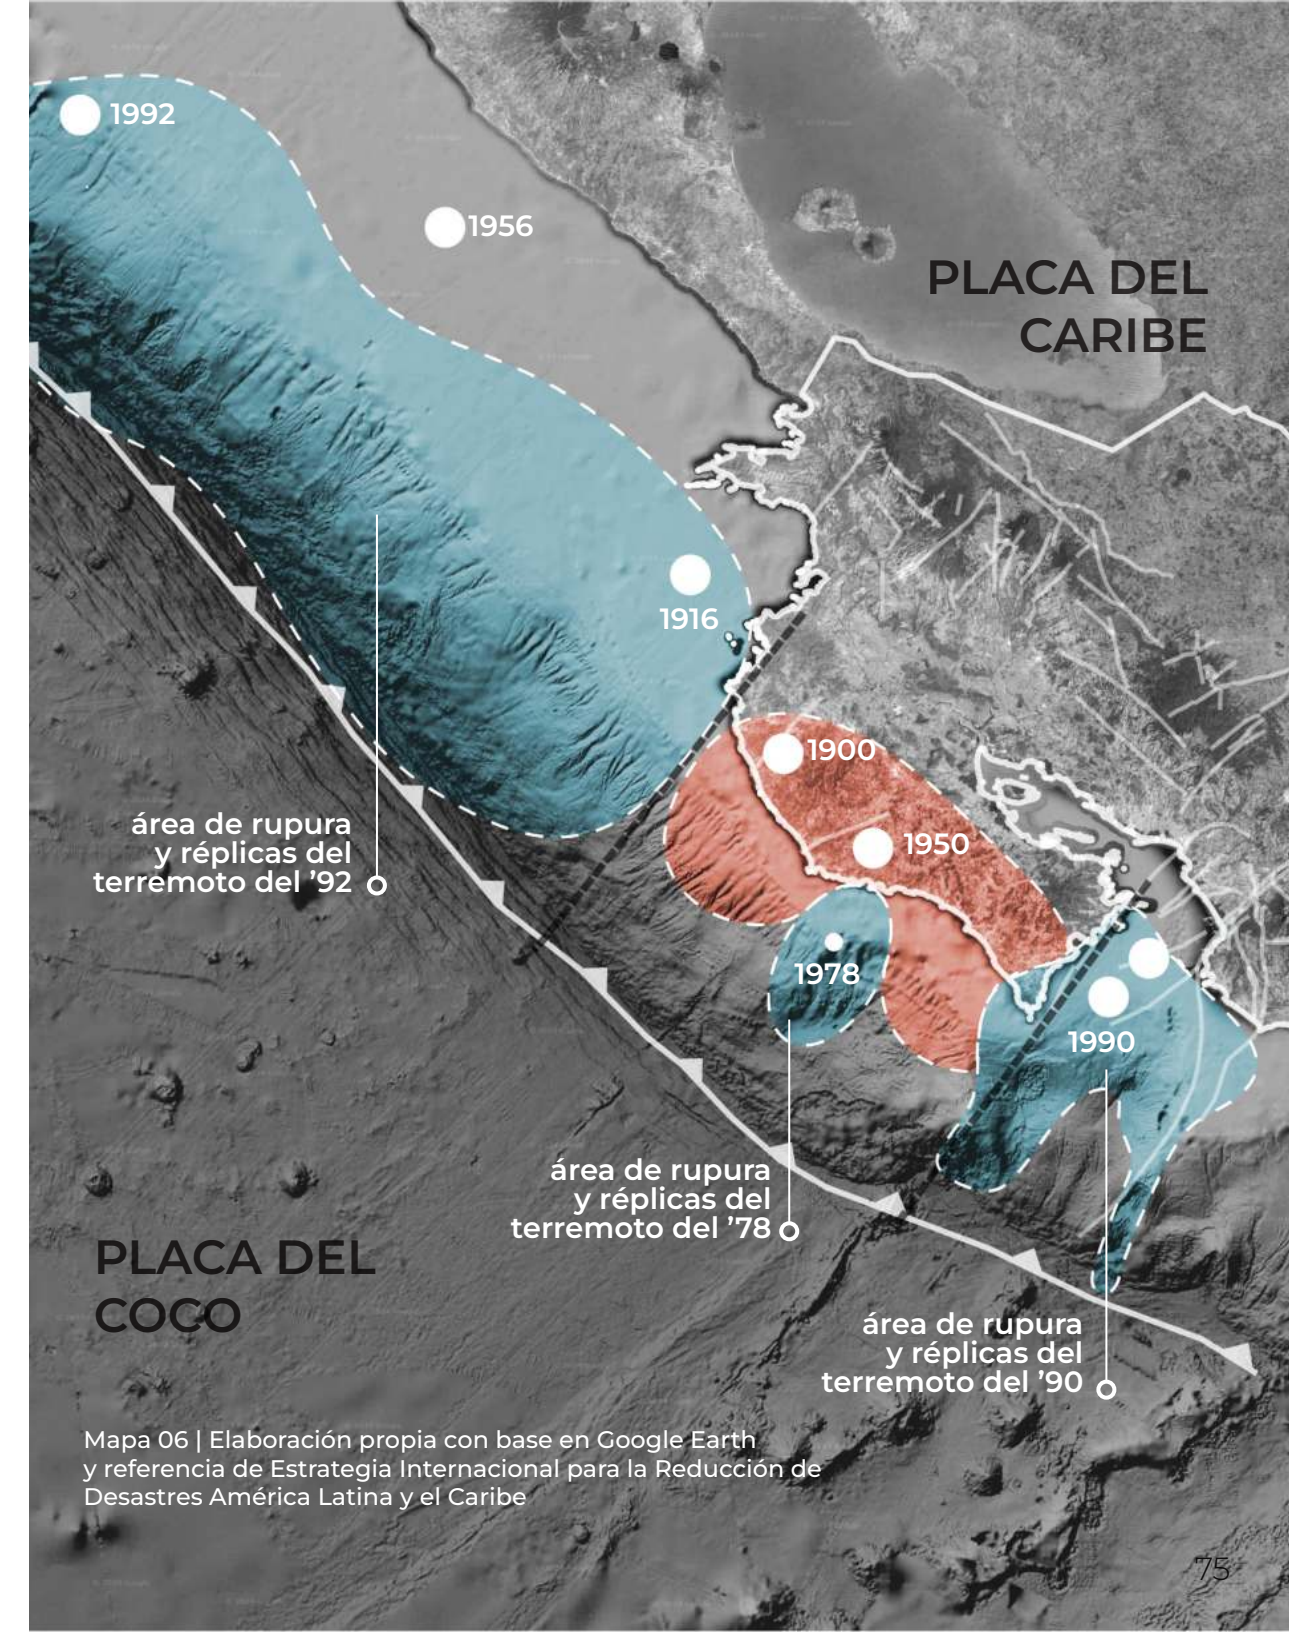 1992
1956
PLACA DEL
CARIBE
1916
1900
1950
área de rupura
y réplicas del
terremoto del ’92
1978
1990
área de rupura
y réplicas del
terremoto del ’78
PLACA DEL
COCO
área de rupura
y réplicas del
terremoto del ’90
Mapa 06 | Elaboración propia con base en Google Earth
y referencia de Estrategia Internacional para la Reducción de
Desastres América Latina y el Caribe
75